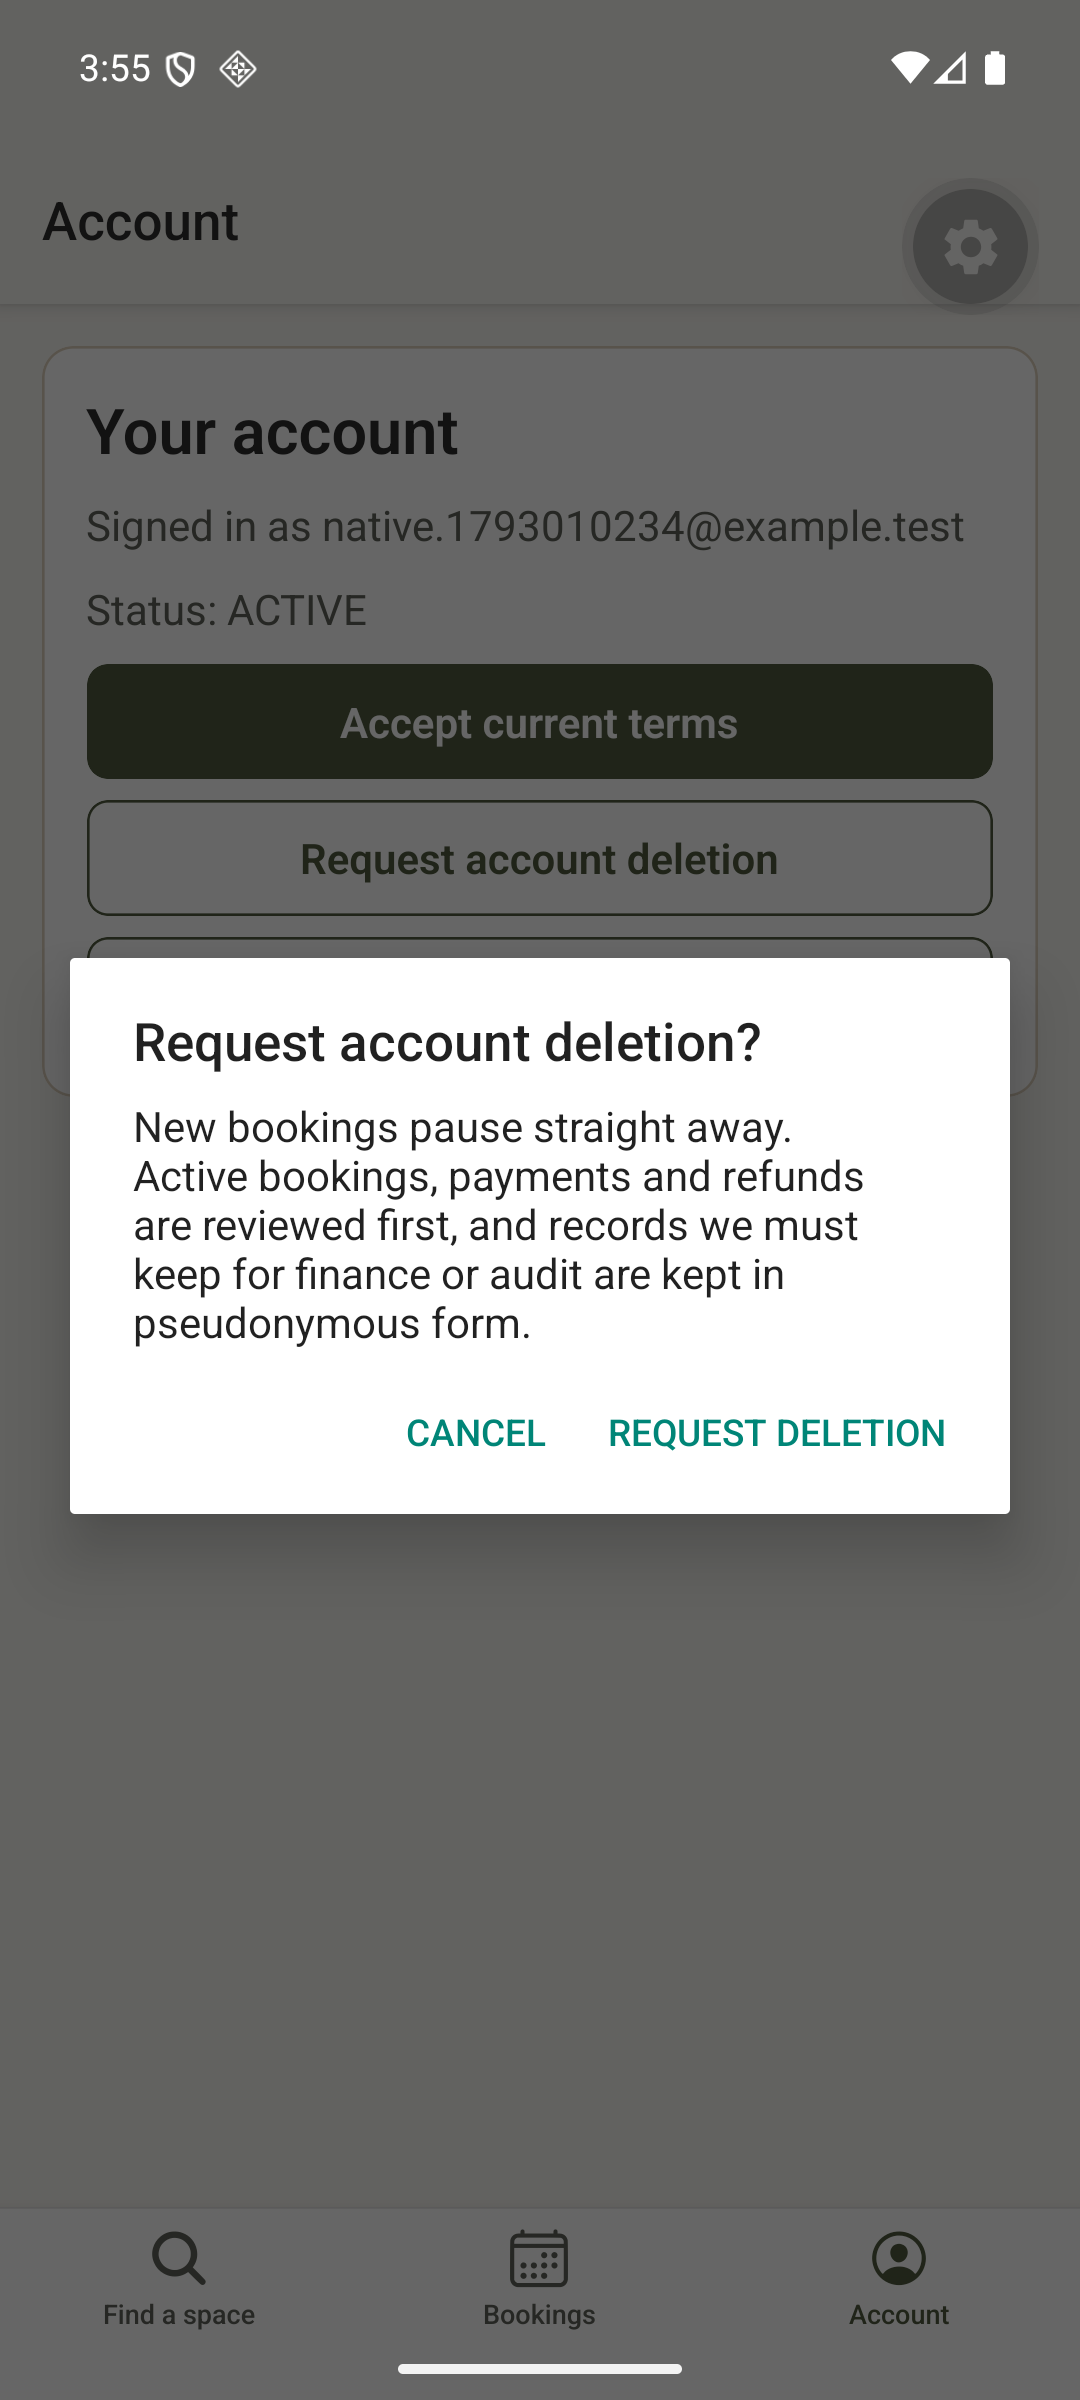 3:55
Account
Your account
Signed in as native.1793010234@example.test
Status: ACTIVE
Accept current terms
Request account deletion
Request account deletion?
New bookings pause straight away.
Active bookings, payments and refunds
are reviewed first, and records we must
keep for finance or audit are kept in
pseudonymous form.
CANCEL
REQUEST DELETION
Find a space
Bookings
Account